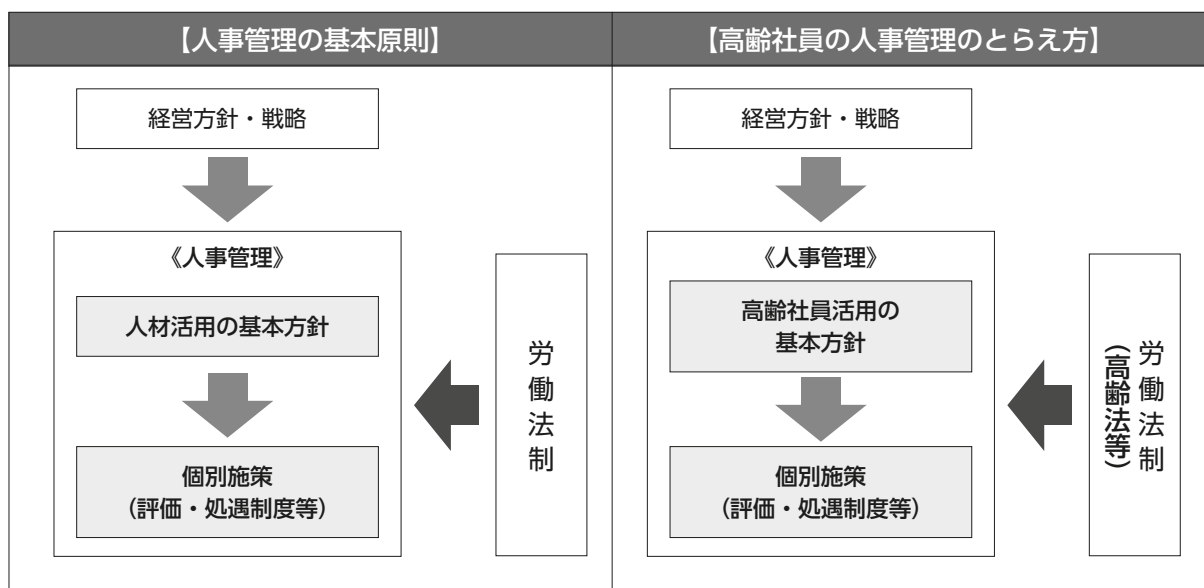 【人事管理の基本原則】
経営方針・戦略
《人事管理》
人材活用の基本方針
個別施策
(評価・処遇制度等)
労働法制
【高齢社員の人事管理のとらえ方】
経営方針・戦略
《人事管理》
高齢社員活用の
基本方針
個別施策
(評価・処遇制度等)
労働法制
(高齢法等)